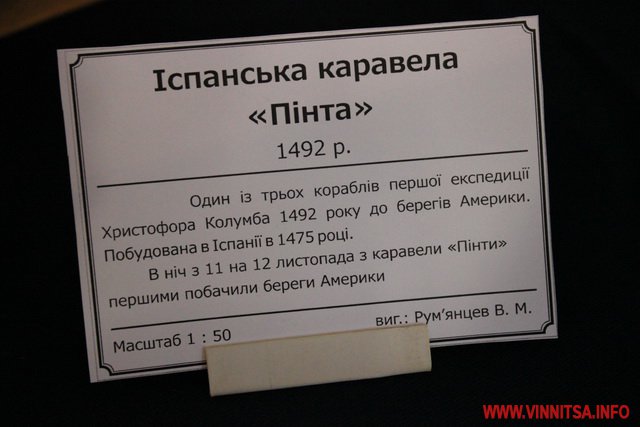 Іспанська каравела
«Пінта»
1492 р.
Один із трьох кораблів першої експедиції
Христофора Колумба 1492 року до берегів Америки.
Побудована в Іспанії в 1475 році.
В ніч з 11 на 12 листопада з каравели «Пінти»
першими побачили береги Америки
Масштаб 1 : 50
виг.: Рум'янцев В. М.
WWW.VINNITSA.INFO